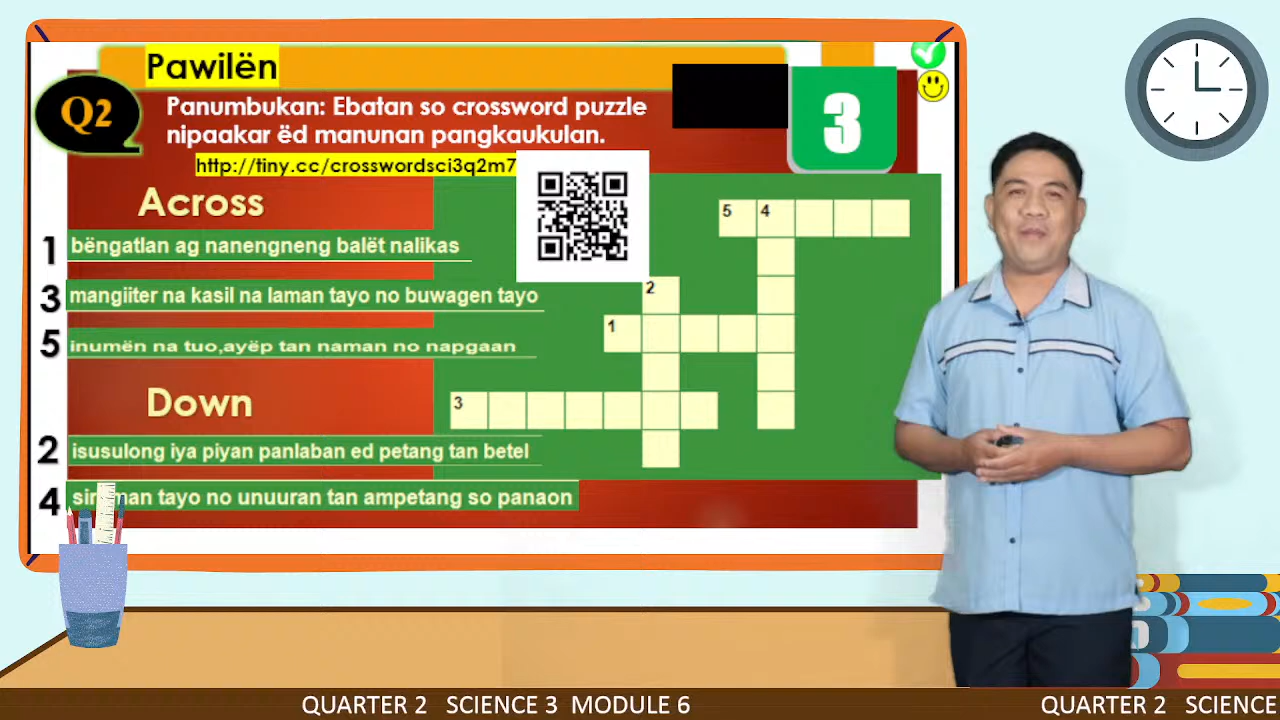 Pawilën
Q2
Panumbukan: Ebatan so crossword puzzle
nipaakar ëd manunan pangkaukulan.
3
http://tiny.cc/crosswordsci3q2m7
Across
1 bëngatlan ag nanengneng balët nalikas
3 mangiiter na kasil na laman tayo no buwagen tayo
5 inumën na tuo,ayëp tan naman no napgaan
Down
2 isusulong iya piyan panlaban ed petang tan betel
4 tayo no unuuran tan ampetang so panaon
5 4
2
1
3
QUARTER 2 SCIENCE 3 MODULE 6
QUARTER 2 SCIENCE